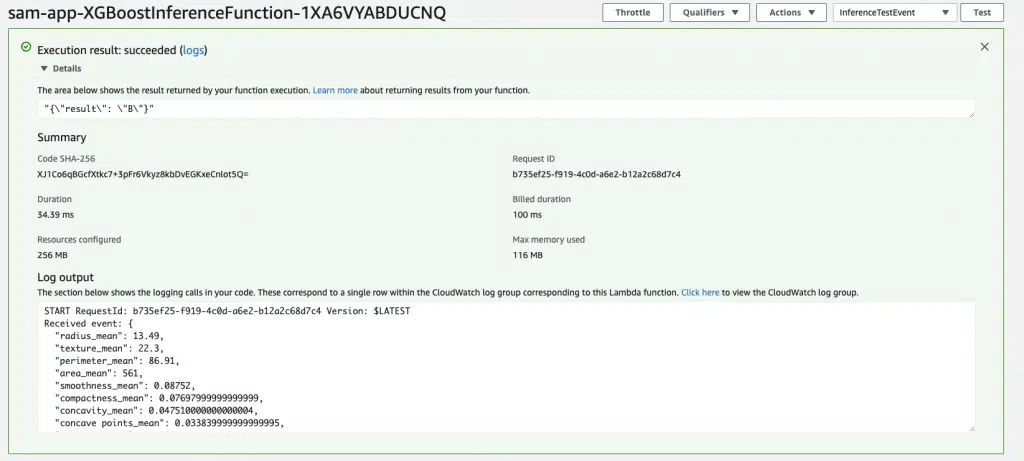 sam-app-XGBoostInferenceFunction-1XA6VYABDUCNQ
Throttle
Qualifiers
Actions
InferenceTestEvent
Test
Execution result: succeeded (logs)
Details
The area below shows the result returned by your function execution. Learn more about returning results from your function.
"{\"result\": \"B\"}"
Summary
Code SHA-256
Request ID
XJ1Co6qBGcfXtkc7+3pFr6Vkyz8kbDvEGKxeCnlot5Q=
b735ef25-f919-4c0d-a6e2-b12a2c68d7c4
Duration
Billed duration
34.39 ms
100 ms
Resources configured
Max memory used
256 MB
116 MB
Log output
The section below shows the logging calls in your code. These correspond to a single row within the CloudWatch log group corresponding to this Lambda function. Click here to view the CloudWatch log group.
START RequestId: b735ef25-f919-4c0d-a6e2-b12a2c68d7c4 Version: $LATEST
Received event: {
"radius_mean": 13.49,
"texture_mean": 22.3,
"perimeter_mean": 86.91,
"area_mean": 561,
"smoothness_mean": 0.08752,
"compactness_mean": 0.07697999999999999,
"concavity_mean": 0.047510000000000004,
"concave points_mean": 0.033839999999999995,